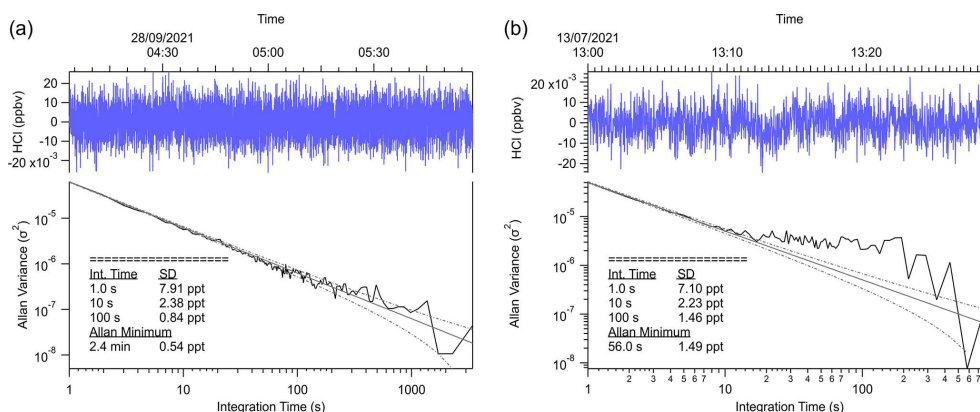 (a)
Time
28/09/2021
04:30 05:00 05:30
HCl (ppbv)
20
10
0
-10
-20 x10⁻³
Allan Variance (σ²)
10⁻⁵
10⁻⁶
10⁻⁷
10⁻⁸
Int. Time SD
1.0 s 7.91 ppt
10 s 2.38 ppt
100 s 0.84 ppt
Allan Minimum
2.4 min 0.54 ppt
1 10 100 1000
Integration Time (s)
(b)
Time
13/07/2021
13:00 13:10 13:20
HCl (ppbv)
20 x10⁻³
10
0
-10
-20
Allan Variance (σ²)
10⁻⁵
10⁻⁶
10⁻⁷
10⁻⁸
Int. Time SD
1.0 s 7.10 ppt
10 s 2.23 ppt
100 s 1.46 ppt
Allan Minimum
56.0 s 1.49 ppt
1 2 3 4 5 6 7 10 2 3 4 5 6 7 100 2 3 4 5 6 7
Integration Time (s)